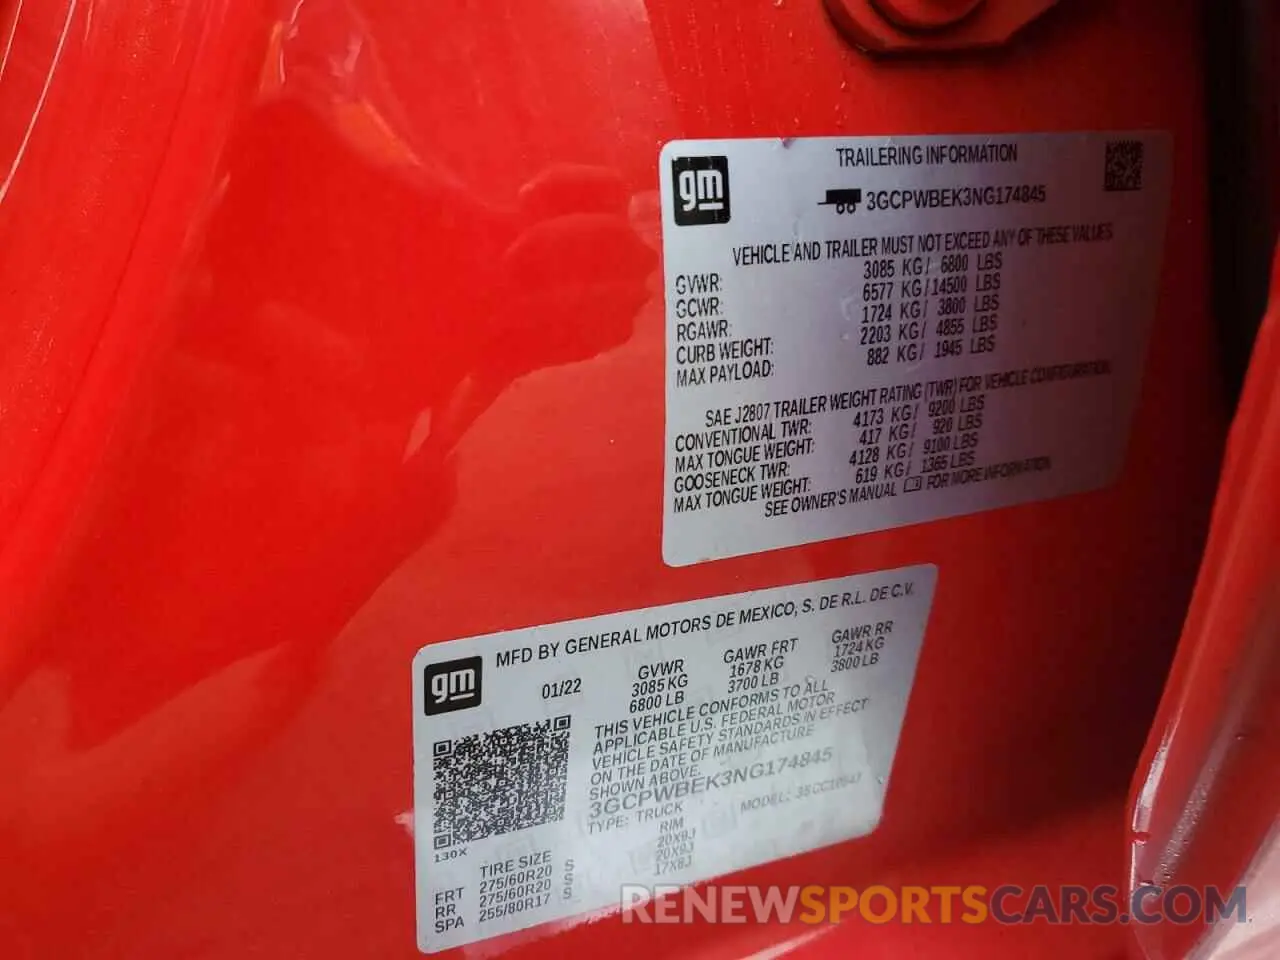 gm
TRAILERING INFORMATION
3GCPWBEK3NG174845
VEHICLE AND TRAILER MUST NOT EXCEED ANY OF THESE VALUES
GVWR: 3085 KG/ 6800 LBS
GCWR: 6577 KG/14500 LBS
RGAWR: 1724 KG/ 3800 LBS
CURB WEIGHT: 2203 KG/ 4855 LBS
MAX PAYLOAD: 882 KG/ 1945 LBS
SAE J2807 TRAILER WEIGHT RATING (TWR) FOR VEHICLE CONFIGURATION
CONVENTIONAL TWR: 4173 KG/ 9200 LBS
MAX TONGUE WEIGHT: 417 KG/ 920 LBS
GOOSENECK TWR: 4128 KG/ 9100 LBS
MAX TONGUE WEIGHT: 619 KG/ 1365 LBS
SEE OWNER'S MANUAL FOR MORE INFORMATION
gm
MFD BY GENERAL MOTORS DE MEXICO, S. DE R.L. DE C.V.
01/22 GVWR GAWR FRT GAWR RR
3085 KG 1678 KG 1724 KG
6800 LB 3700 LB 3800 LB
THIS VEHICLE CONFORMS TO ALL
APPLICABLE U.S. FEDERAL MOTOR
VEHICLE SAFETY STANDARDS IN EFFECT
ON THE DATE OF MANUFACTURE
SHOWN ABOVE.
3GCPWBEK3NG174845
TYPE: TRUCK MODEL:
130X
TIRE SIZE RIM
FRT 275/60R20 S 20X9J
RR 275/60R20 S 20X9J
SPA 255/80R17 S 17X8J
RENEWSPORTSCARS.COM